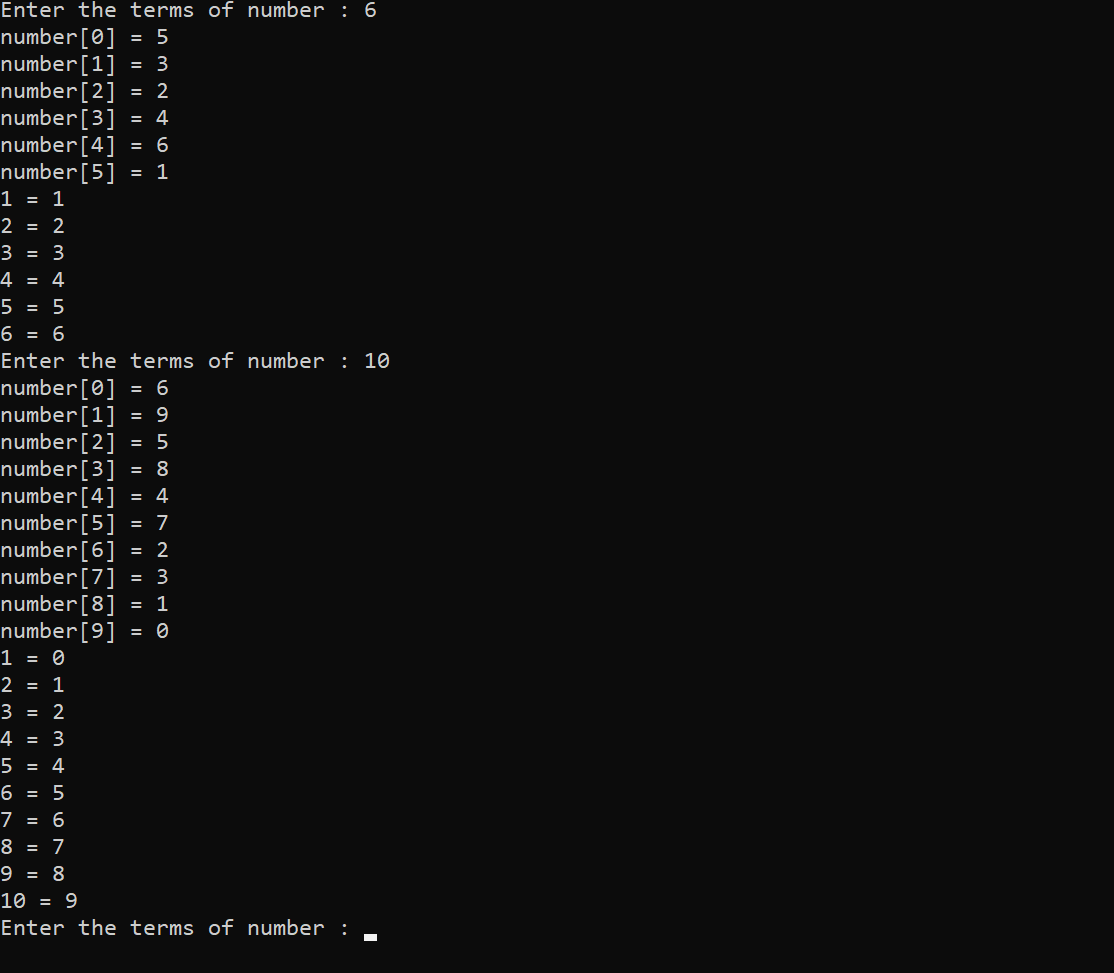 Enter the terms of number : 6
number[0] = 5
number[1] = 3
number[2] = 2
number[3] = 4
number[4] = 6
number[5] = 1
1 = 1
2 = 2
3 = 3
4 = 4
5 = 5
6 = 6
Enter the terms of number : 10
number[0] = 6
number[1] = 9
number[2] = 5
number[3] = 8
number[4] = 4
number[5] = 7
number[6] = 2
number[7] = 3
number[8] = 1
number[9] = 0
1 = 0
2 = 1
3 = 2
4 = 3
5 = 4
6 = 5
7 = 6
8 = 7
9 = 8
10 = 9
Enter the terms of number :